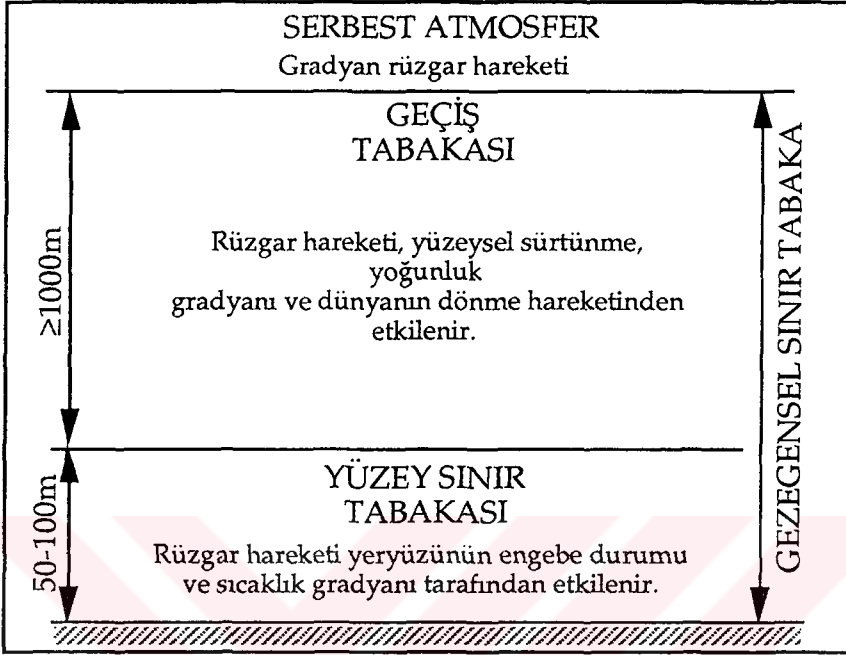 SERBEST ATMOSFER
Gradyan rüzgar hareketi
GEÇİŞ
TABAKASI
≥1000m
Rüzgar hareketi, yüzeysel sürtünme,
yoğunluk
gradyanı ve dünyanın dönme hareketinden
etkilenir.
GEZEGENSEL SINIR TABAKA
YÜZEY SINIR
TABAKASI
50-100m
Rüzgar hareketi yeryüzünün engebe durumu
ve sıcaklık gradyanı tarafından etkilenir.